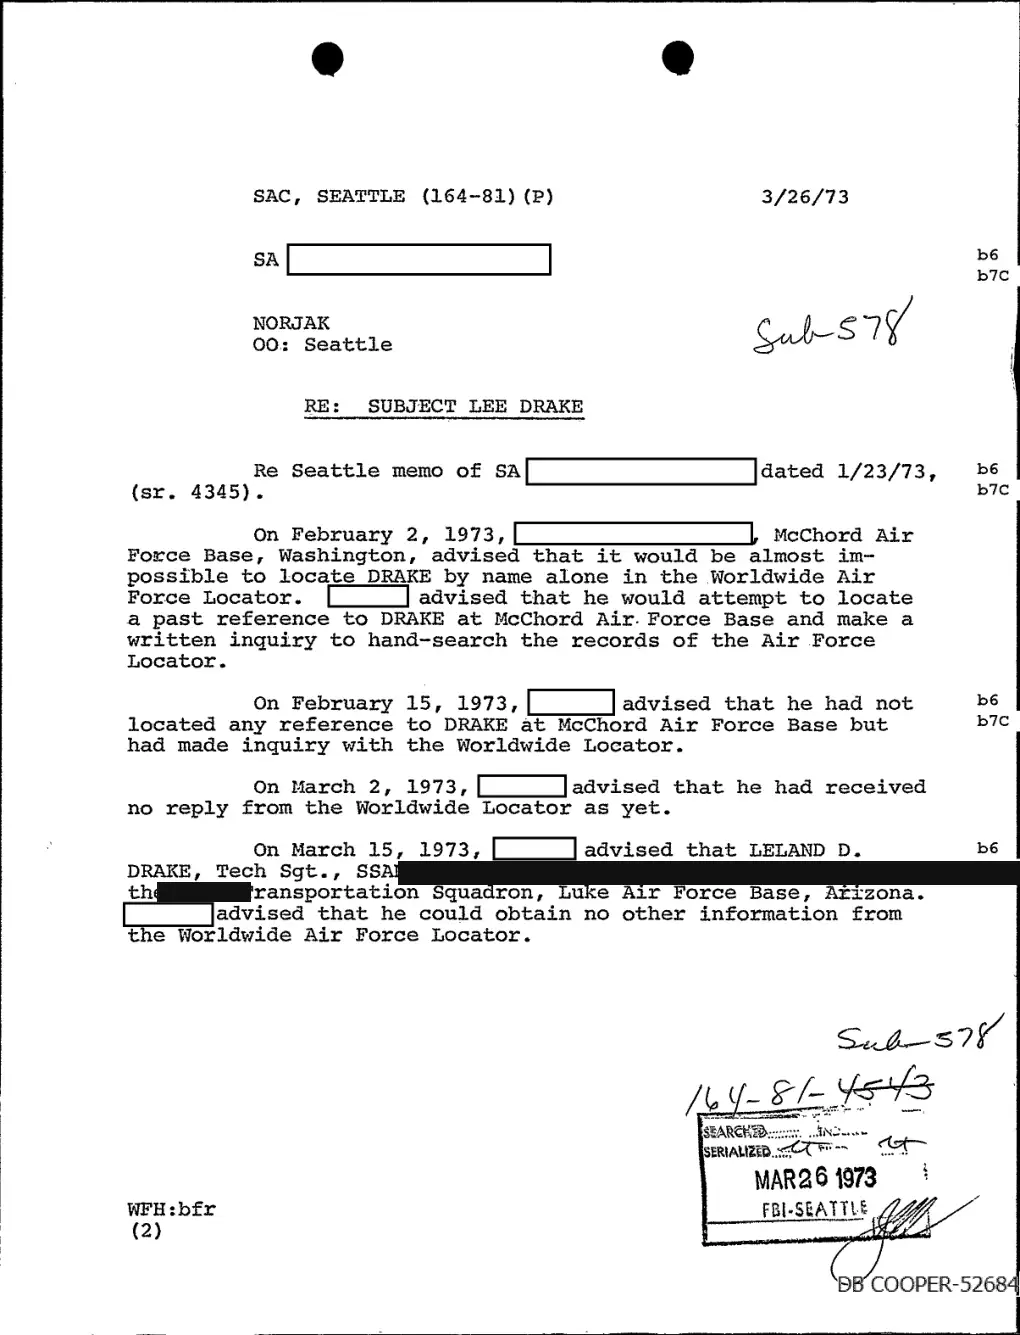 SAC, SEATTLE (164-81)(P) 3/26/73
SA b6
b7C
NORJAK
OO: Seattle
Sub-578
RE: SUBJECT LEE DRAKE
Re Seattle memo of SA dated 1/23/73, b6
(sr. 4345). b7C
On February 2, 1973, , McChord Air
Force Base, Washington, advised that it would be almost im-
possible to locate DRAKE by name alone in the Worldwide Air
Force Locator. advised that he would attempt to locate
a past reference to DRAKE at McChord Air Force Base and make a
written inquiry to hand-search the records of the Air Force
Locator.
On February 15, 1973, advised that he had not b6
located any reference to DRAKE at McChord Air Force Base but b7C
had made inquiry with the Worldwide Locator.
On March 2, 1973, advised that he had received
no reply from the Worldwide Locator as yet.
On March 15, 1973, advised that LELAND D. b6
DRAKE, Tech Sgt., SSAN
the Transportation Squadron, Luke Air Force Base, Arizona.
advised that he could obtain no other information from
the Worldwide Air Force Locator.
Sub-578
164-81-4543
SEARCHED
SERIALIZED
MAR 26 1973
FBI-SEATTLE
WFH:bfr
(2)
DB COOPER-52684